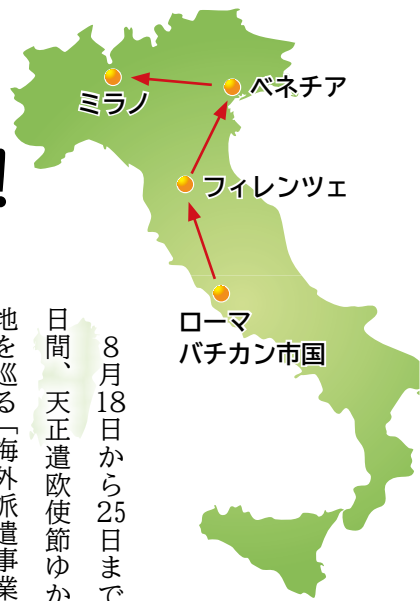 ミラノ
ベネチア
フィレンツェ
ローマ
バチカン市国
!
8月18日から25日まで
日間、天正遣欧使節ゆか
地を巡る「海外派遣事業